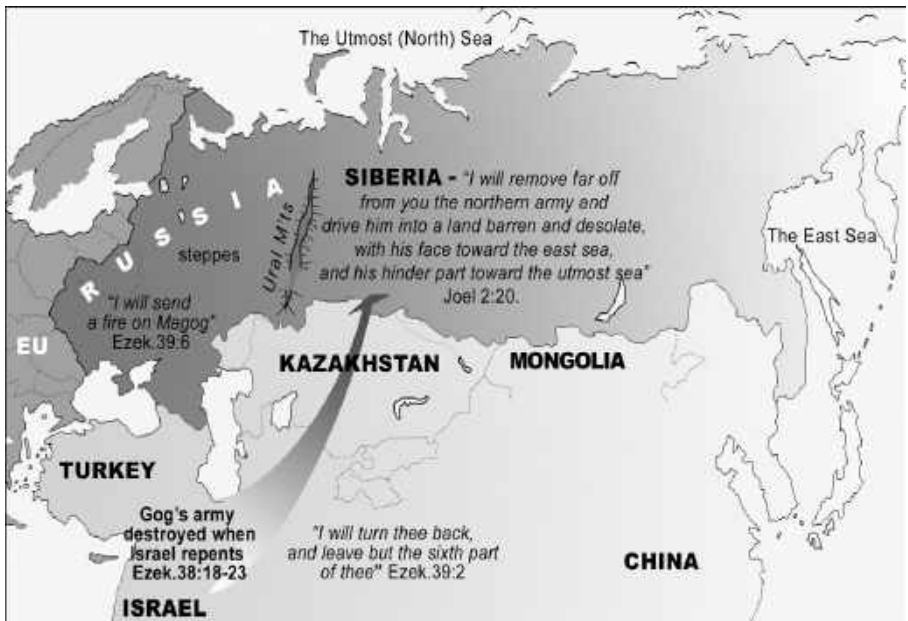 The Utmost (North) Sea
SIBERIA - "I will remove far off
from you the northern army and
drive him into a land barren and desolate,
with his face toward the east sea,
and his hinder part toward the utmost sea"
Joel 2:20.
RUSSIA
Ural M'ts
steppes
The East Sea
"I will send
a fire on Magog"
Ezek.39:6
EU
KAZAKHSTAN
MONGOLIA
TURKEY
Gog's army
destroyed when
Israel repents
Ezek.38:18-23
"I will turn thee back,
and leave but the sixth part
of thee" Ezek.39:2
CHINA
ISRAEL